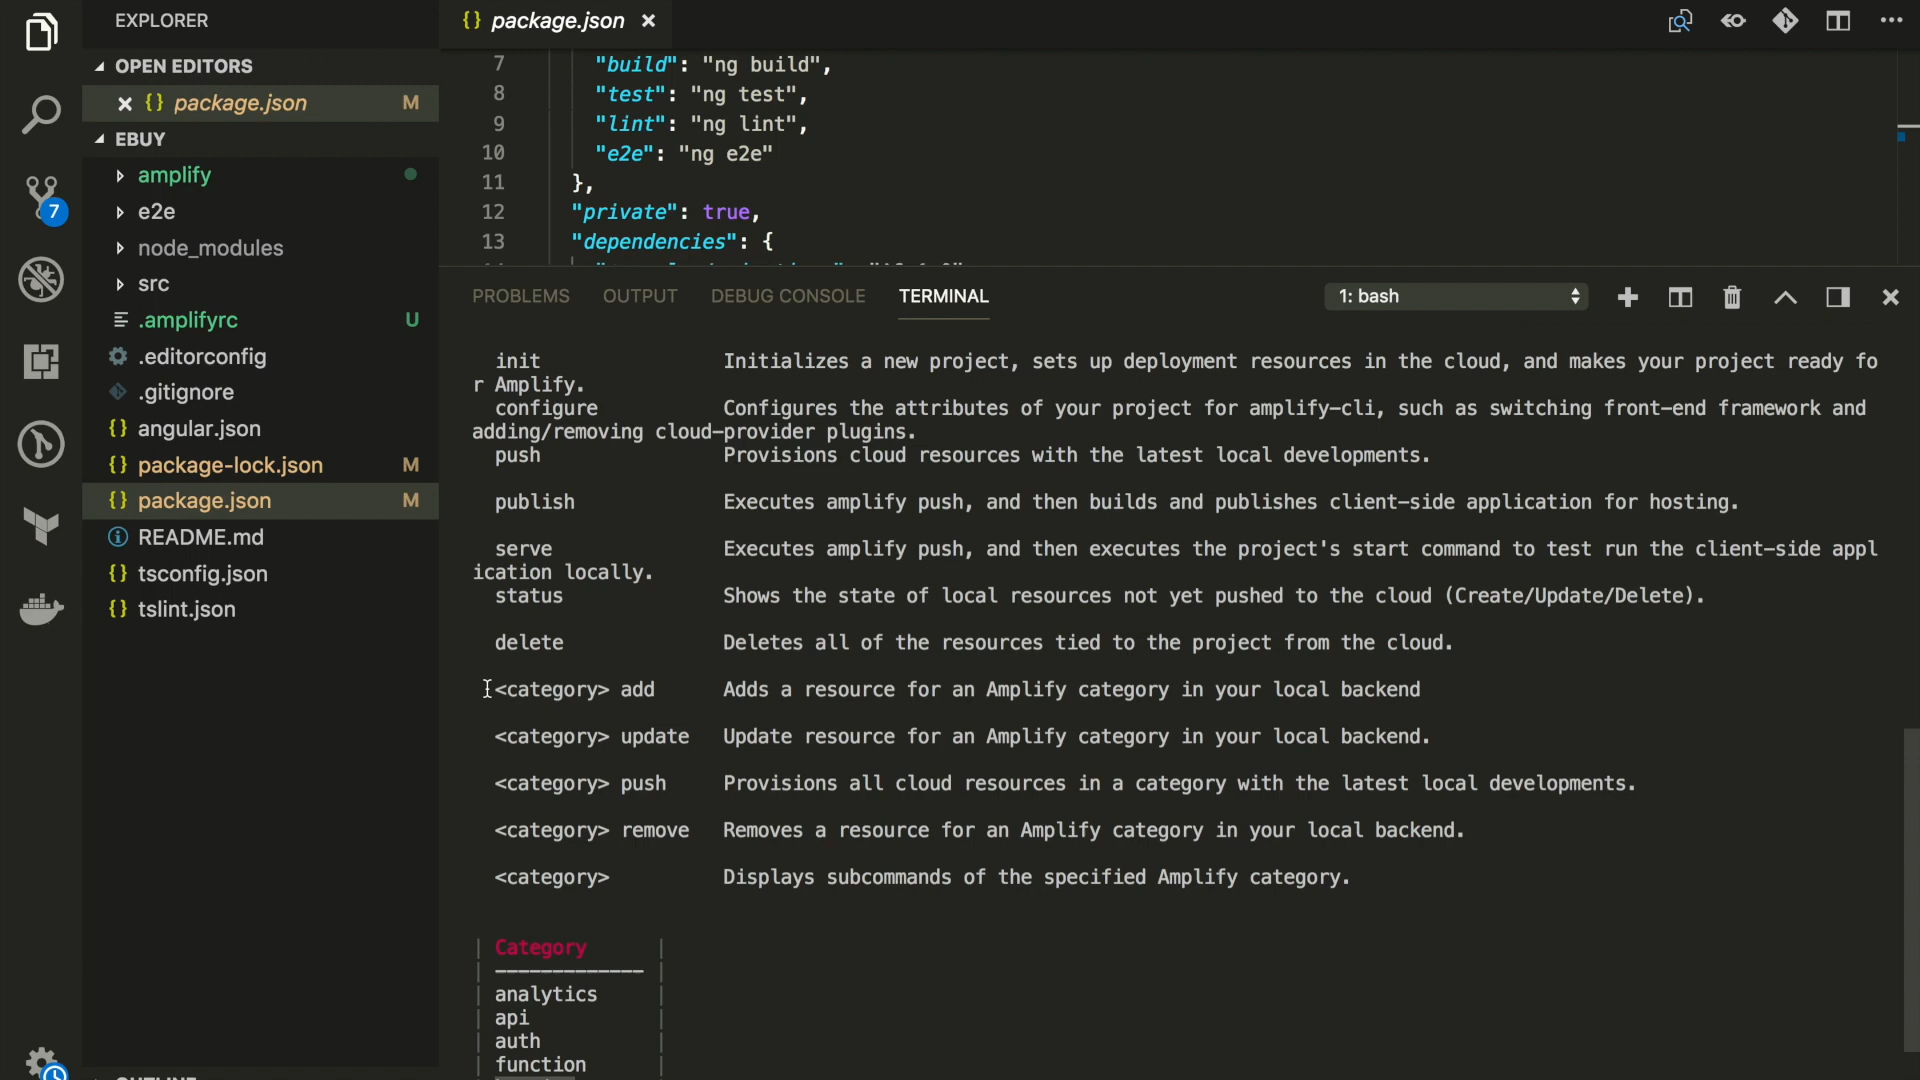 EXPLORER
OPEN EDITORS
{} package.json M
EBUY
amplify
e2e
node_modules
src
.amplifyrc U
.editorconfig
.gitignore
{} angular.json
{} package-lock.json M
{} package.json M
README.md
{} tsconfig.json
{} tslint.json
7
{} package.json
7 "build": "ng build",
8 "test": "ng test",
9 "lint": "ng lint",
10 "e2e": "ng e2e"
11 },
12 "private": true,
13 "dependencies": {
PROBLEMS OUTPUT DEBUG CONSOLE TERMINAL 1: bash
init Initializes a new project, sets up deployment resources in the cloud, and makes your project ready fo
r Amplify.
configure Configures the attributes of your project for amplify-cli, such as switching front-end framework and
adding/removing cloud-provider plugins.
push Provisions cloud resources with the latest local developments.
publish Executes amplify push, and then builds and publishes client-side application for hosting.
serve Executes amplify push, and then executes the project's start command to test run the client-side appl
ication locally.
status Shows the state of local resources not yet pushed to the cloud (Create/Update/Delete).
delete Deletes all of the resources tied to the project from the cloud.
<category> add Adds a resource for an Amplify category in your local backend
<category> update Update resource for an Amplify category in your local backend.
<category> push Provisions all cloud resources in a category with the latest local developments.
<category> remove Removes a resource for an Amplify category in your local backend.
<category> Displays subcommands of the specified Amplify category.
| Category |
| ------------- |
| analytics |
| api |
| auth |
| function |